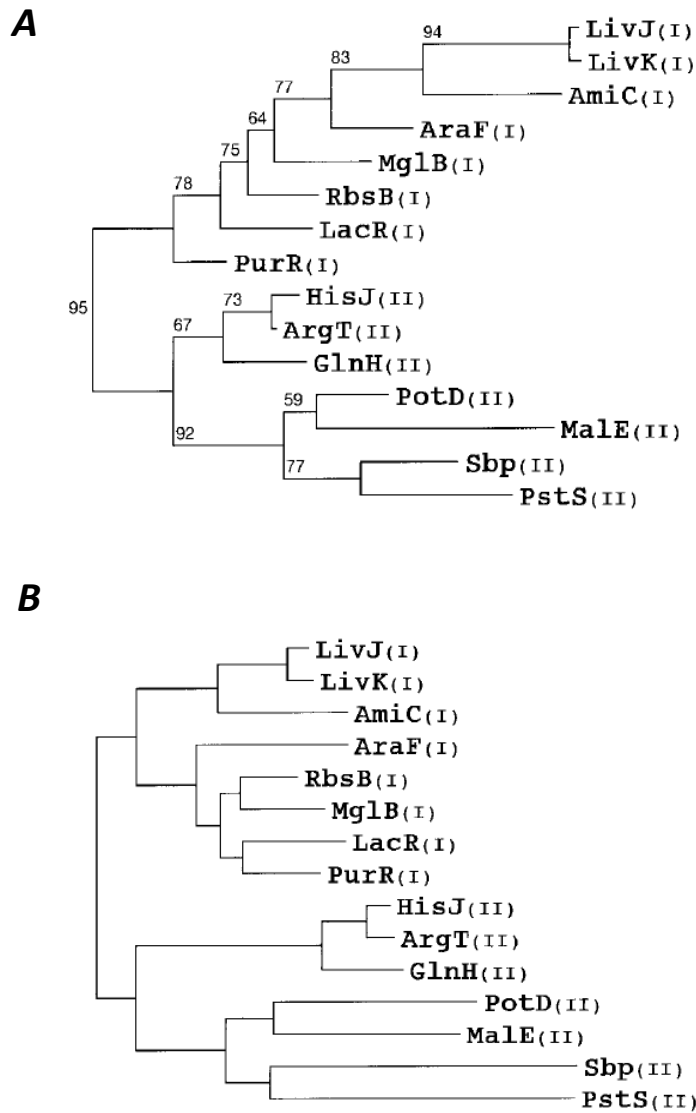 A
94
LivJ(I)
83
LivK(I)
77
AmiC(I)
64
AraF(I)
75
MglB(I)
78
RbsB(I)
LacR(I)
PurR(I)
95
73
HisJ(II)
67
ArgT(II)
GlnH(II)
59
PotD(II)
92
MalE(II)
77
Sbp(II)
PstS(II)
B
LivJ(I)
LivK(I)
AmiC(I)
AraF(I)
RbsB(I)
MglB(I)
LacR(I)
PurR(I)
HisJ(II)
ArgT(II)
GlnH(II)
PotD(II)
MalE(II)
Sbp(II)
PstS(II)